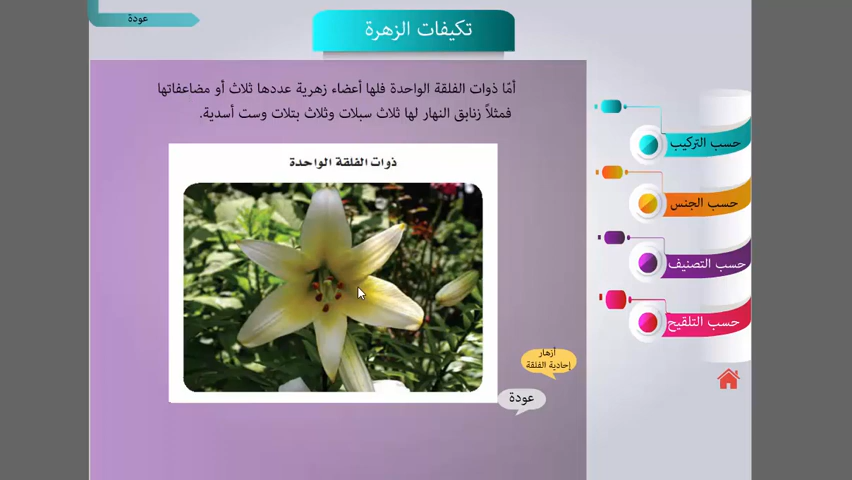 عودة
تكيفات الزهرة
أمّا ذوات الفلقة الواحدة فلها أعضاء زهرية عددها ثلاث أو مضاعفاتها
فمثلاً زنابق النهار لها ثلاث سبلات وثلاث بتلات وست أسدية.
ذوات الفلقة الواحدة
حسب التركيب
حسب الجنس
حسب التصنيف
حسب التلقيح
أزهار
إحادية الفلقة
عودة